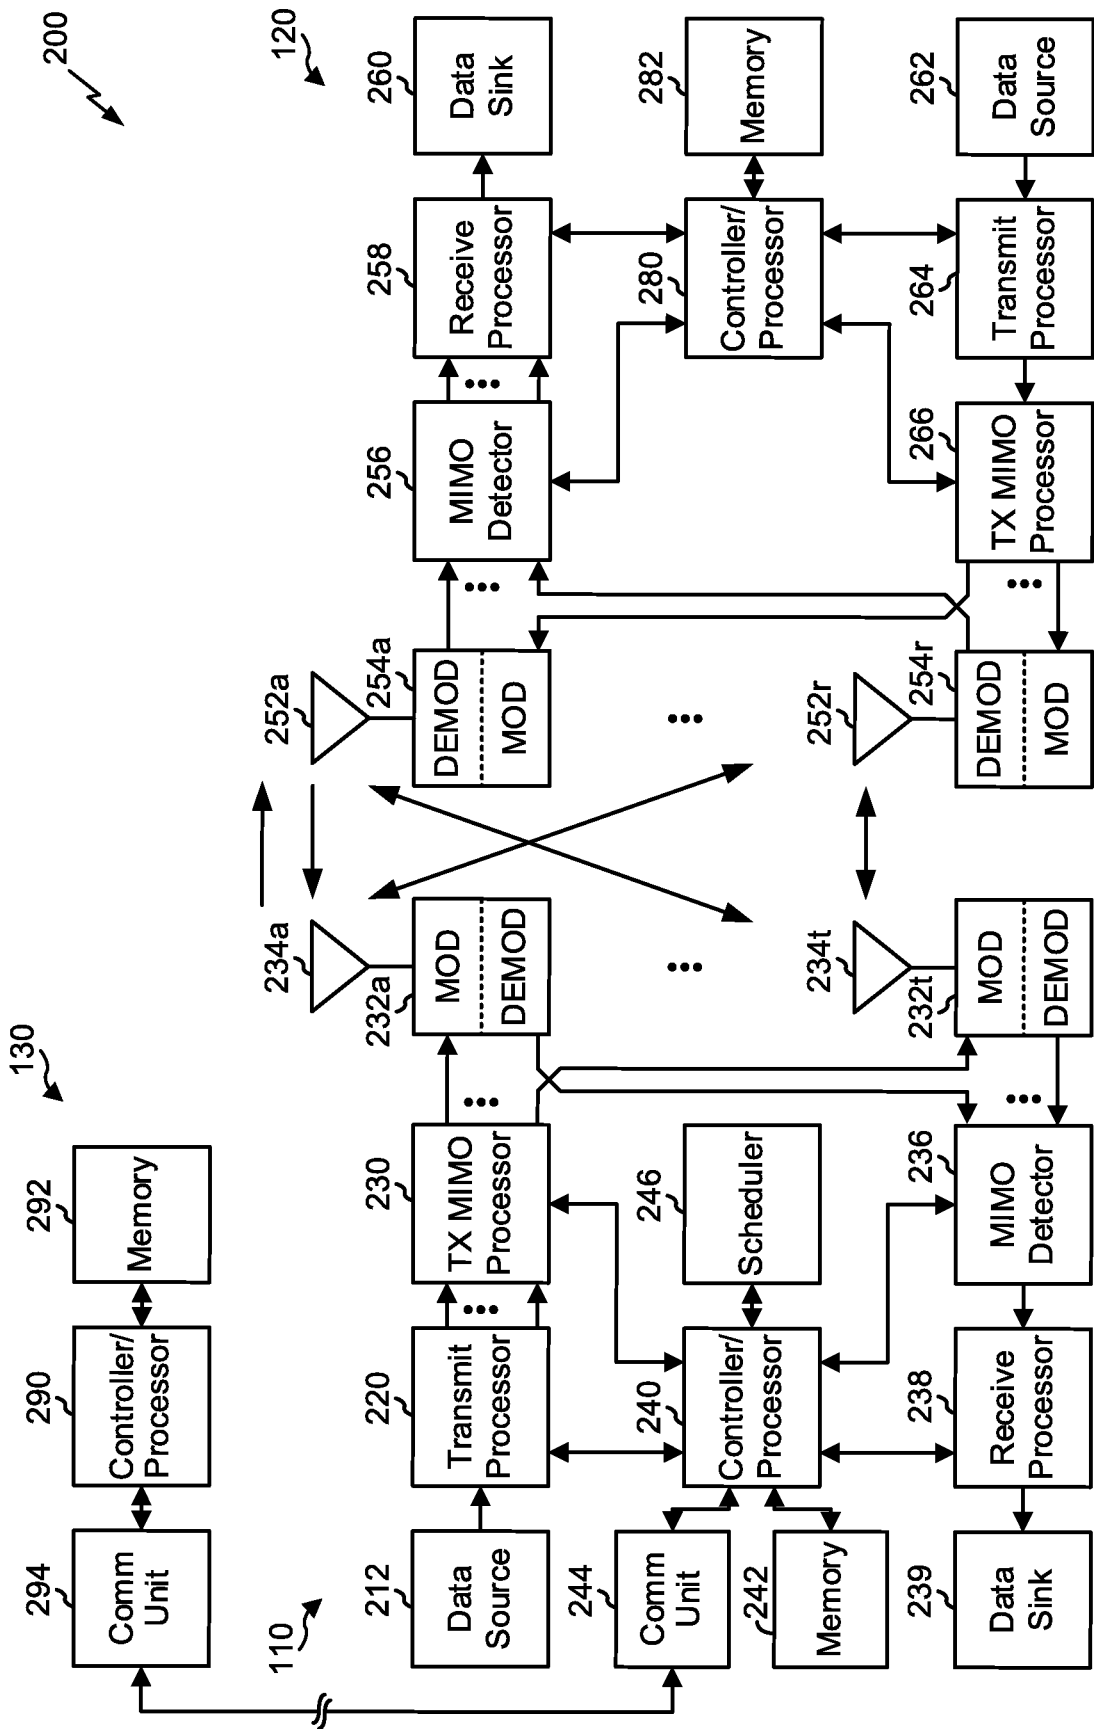 200
130
292
Memory
290
Controller/
Processor
294
Comm
Unit
110
120
212
Data
Source
220
Transmit
Processor
230
TX MIMO
Processor
232a
MOD
DEMOD
234a
252a
254a
DEMOD
MOD
256
MIMO
Detector
258
Receive
Processor
260
Data
Sink
244
Comm
Unit
242
Memory
240
Controller/
Processor
246
Scheduler
280
Controller/
Processor
282
Memory
239
Data
Sink
238
Receive
Processor
236
MIMO
Detector
232t
MOD
DEMOD
234t
252r
254r
DEMOD
MOD
266
TX MIMO
Processor
264
Transmit
Processor
262
Data
Source